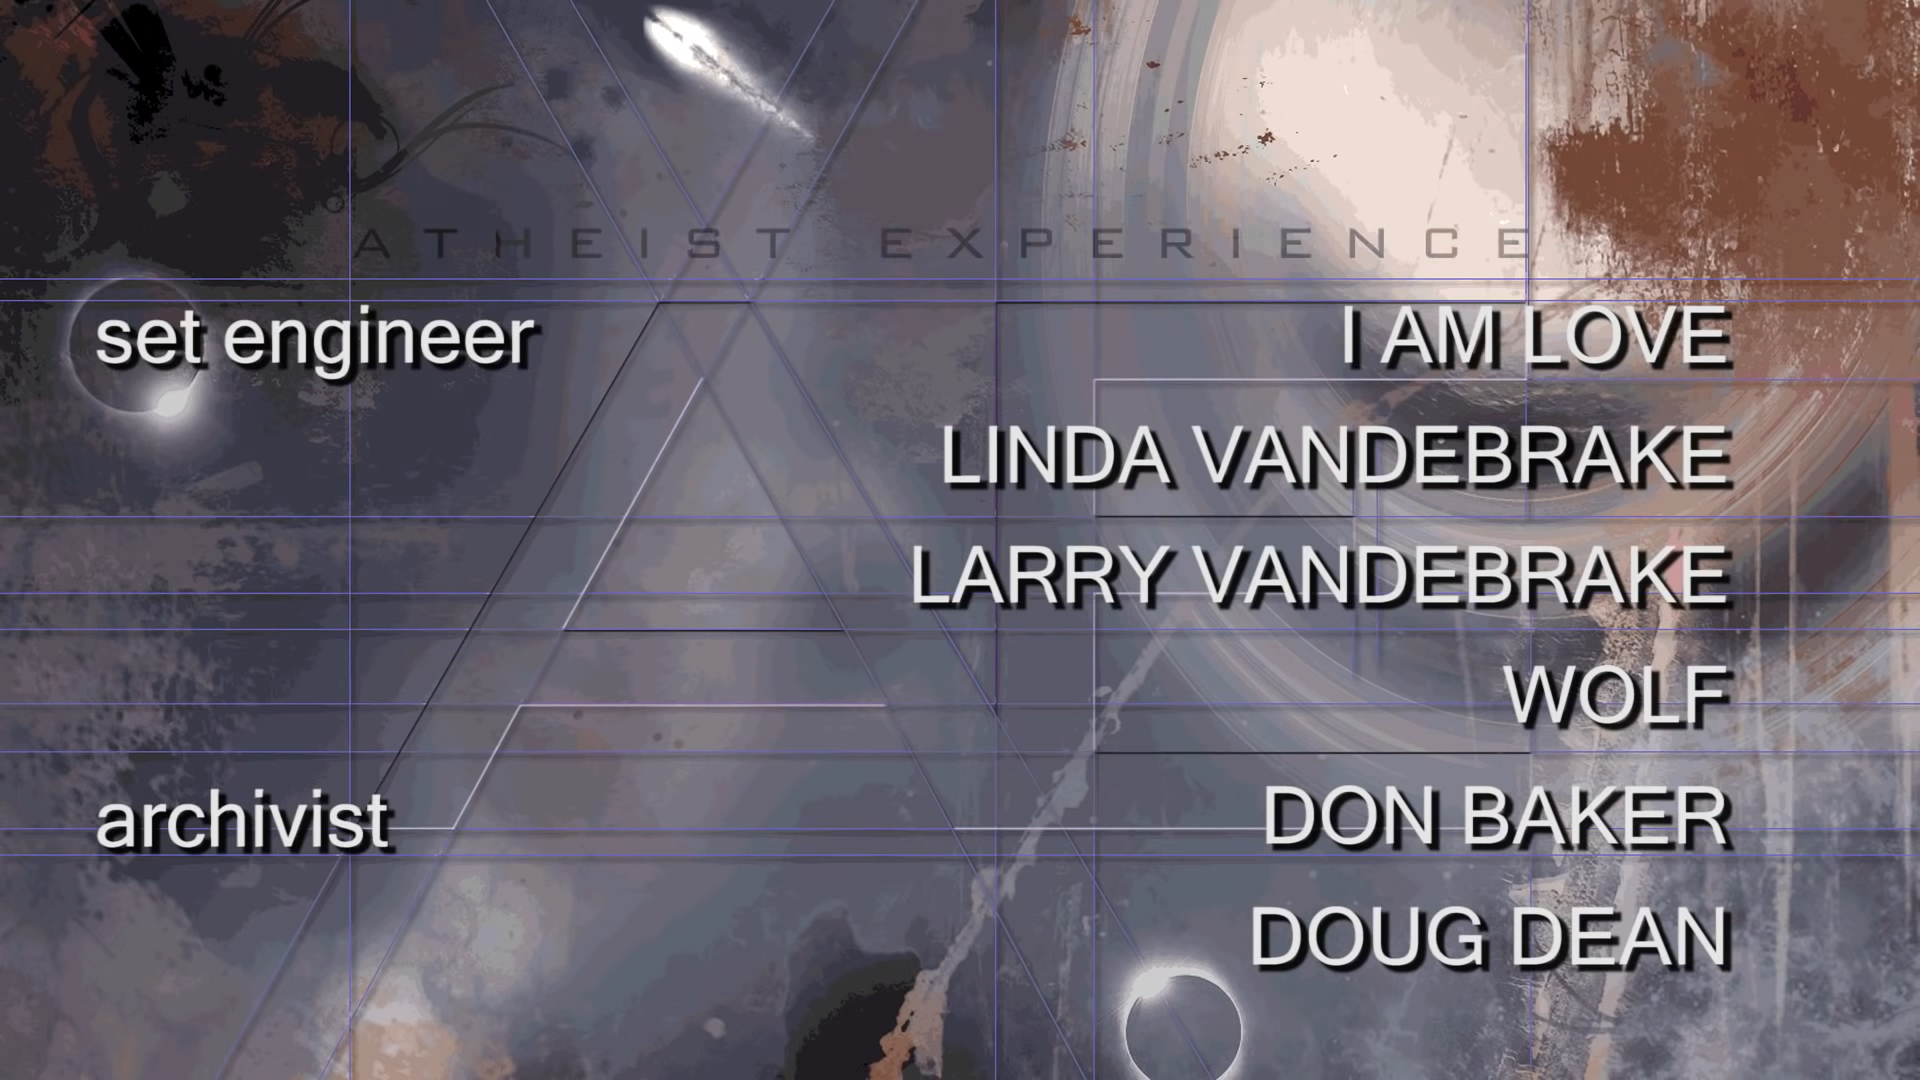 ATHEIST EXPERIENCE
set engineer I AM LOVE
LINDA VANDEBRAKE
LARRY VANDEBRAKE
WOLF
archivist DON BAKER
DOUG DEAN